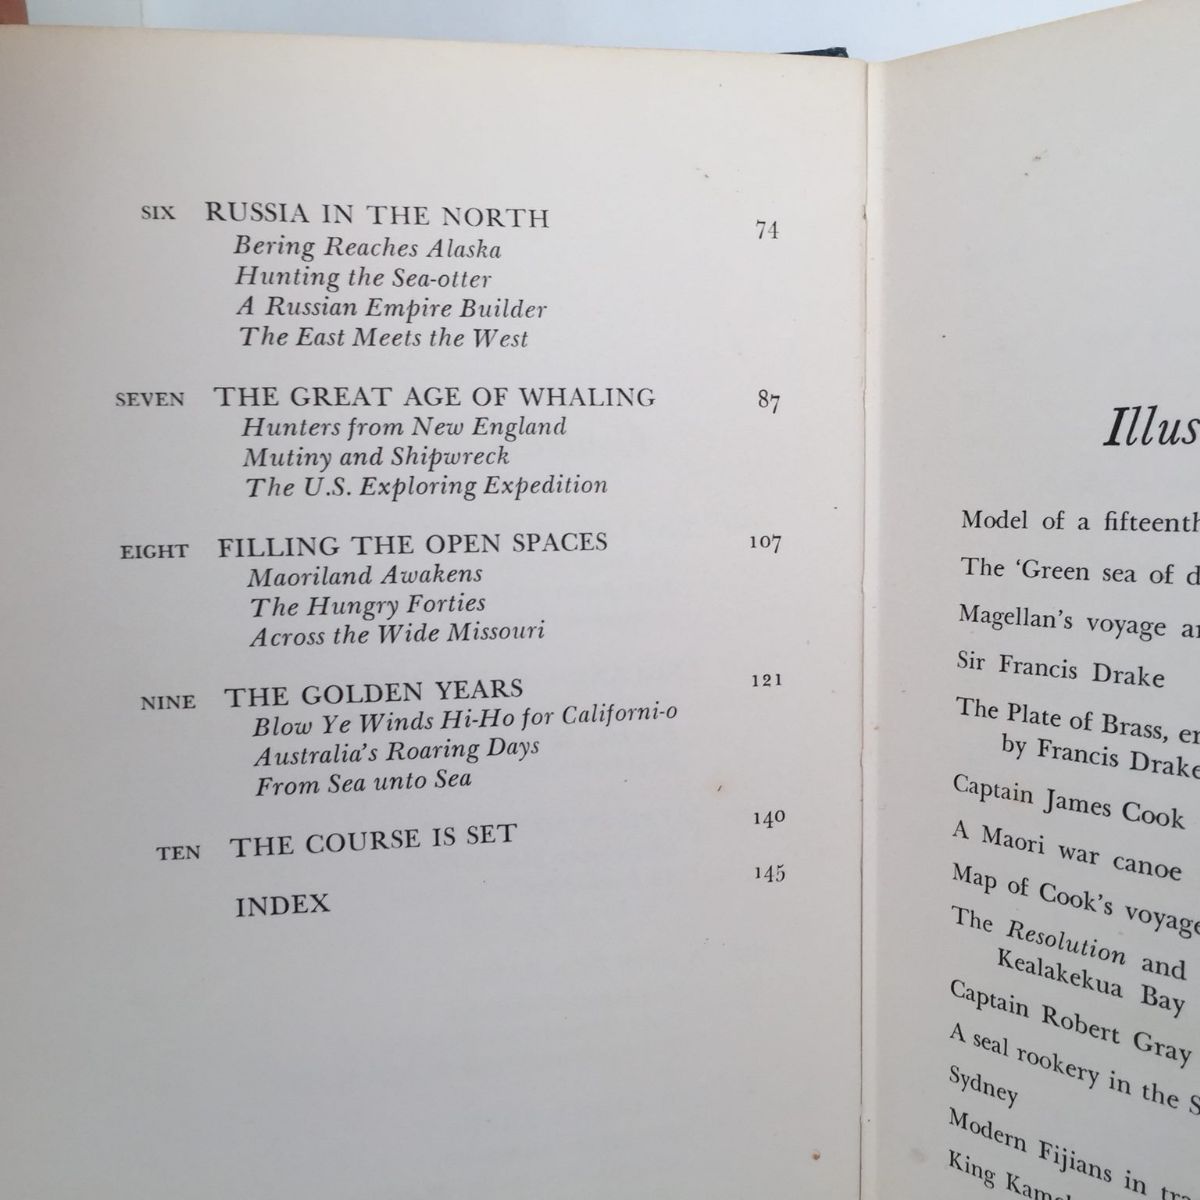 SIX RUSSIA IN THE NORTH 74
Bering Reaches Alaska
Hunting the Sea-otter
A Russian Empire Builder
The East Meets the West
SEVEN THE GREAT AGE OF WHALING 87
Hunters from New England
Mutiny and Shipwreck
The U.S. Exploring Expedition
EIGHT FILLING THE OPEN SPACES 107
Maoriland Awakens
The Hungry Forties
Across the Wide Missouri
NINE THE GOLDEN YEARS 121
Blow Ye Winds Hi-Ho for Californi-o
Australia's Roaring Days
From Sea unto Sea
TEN THE COURSE IS SET 140
INDEX 145
Model of a
The 'Green sea of
Magellan's voyage
Sir Francis Drake
The Plate of Brass,
by Francis Drake
Captain James Cook
A Maori war canoe
Map of Cook's
The Resolution and
Kealakekua Bay
Captain Robert Gray
A seal rookery in the
Sydney
Modern Fijians in
King